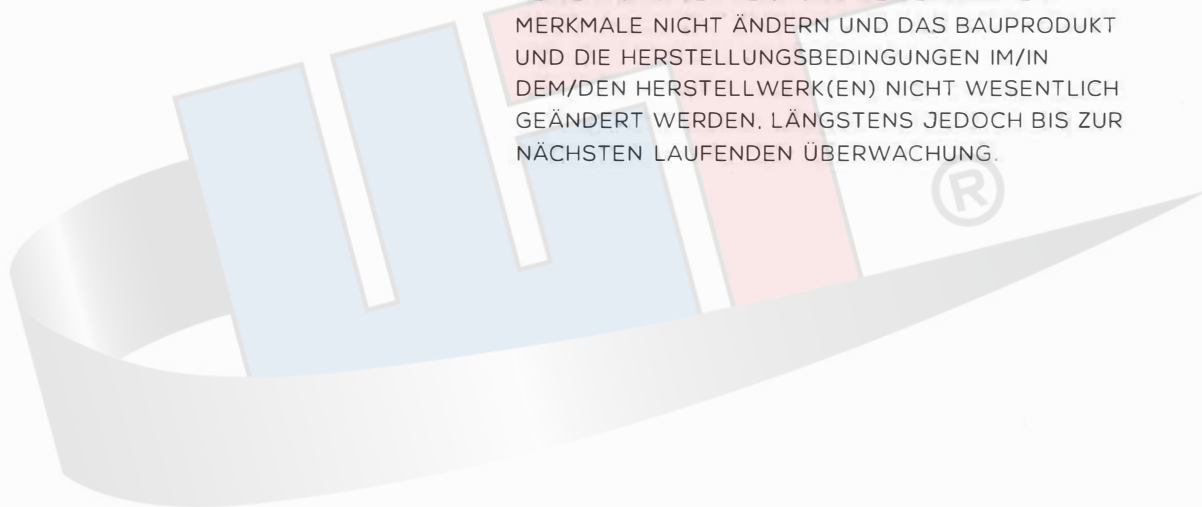 MERKMALE NICHT ÄNDERN UND DAS BAUPRODUKT
UND DIE HERSTELLUNGSBEDINGUNGEN IM/IN
DEM/DEN HERSTELLWERK(EN) NICHT WESENTLICH
GEÄNDERT WERDEN, LÄNGSTENS JEDOCH BIS ZUR
NÄCHSTEN LAUFENDEN ÜBERWACHUNG.
®